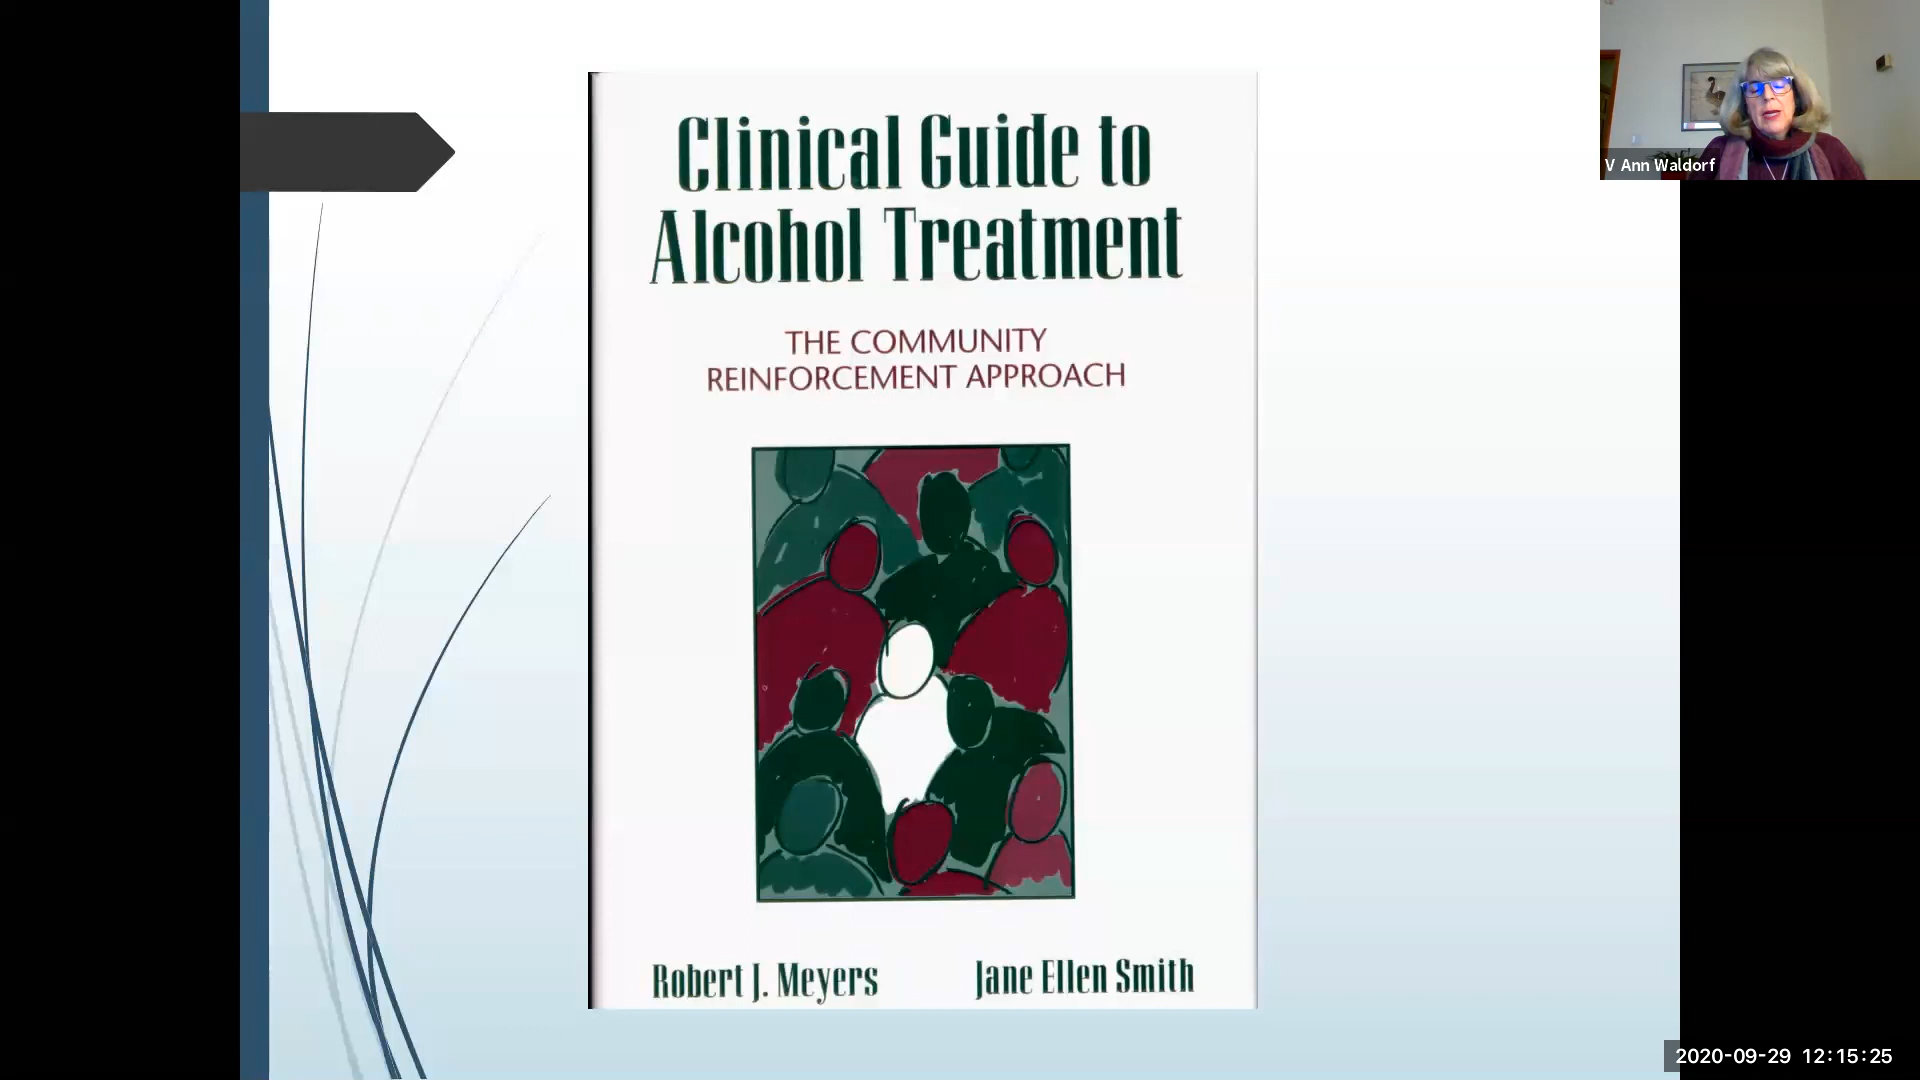 Clinical Guide to
Alcohol Treatment
THE COMMUNITY
REINFORCEMENT APPROACH
Robert J. Meyers
Jane Ellen Smith
V Ann Waldorf
2020-09-29 12:15:25